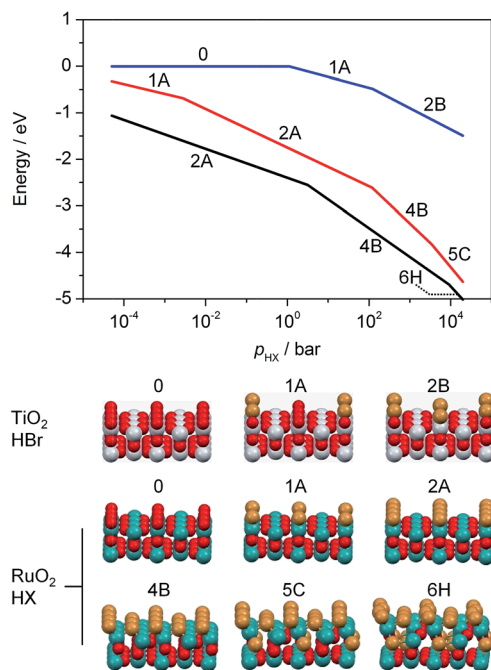 1
0
-1
-2
-3
-4
-5
Energy / eV
0
1A
2B
1A
2A
4B
5C
2A
4B
6H
10⁻⁴
10⁻²
10⁰
10²
10⁴
pHX / bar
TiO₂
HBr
0
1A
2B
RuO₂
HX
0
1A
2A
4B
5C
6H